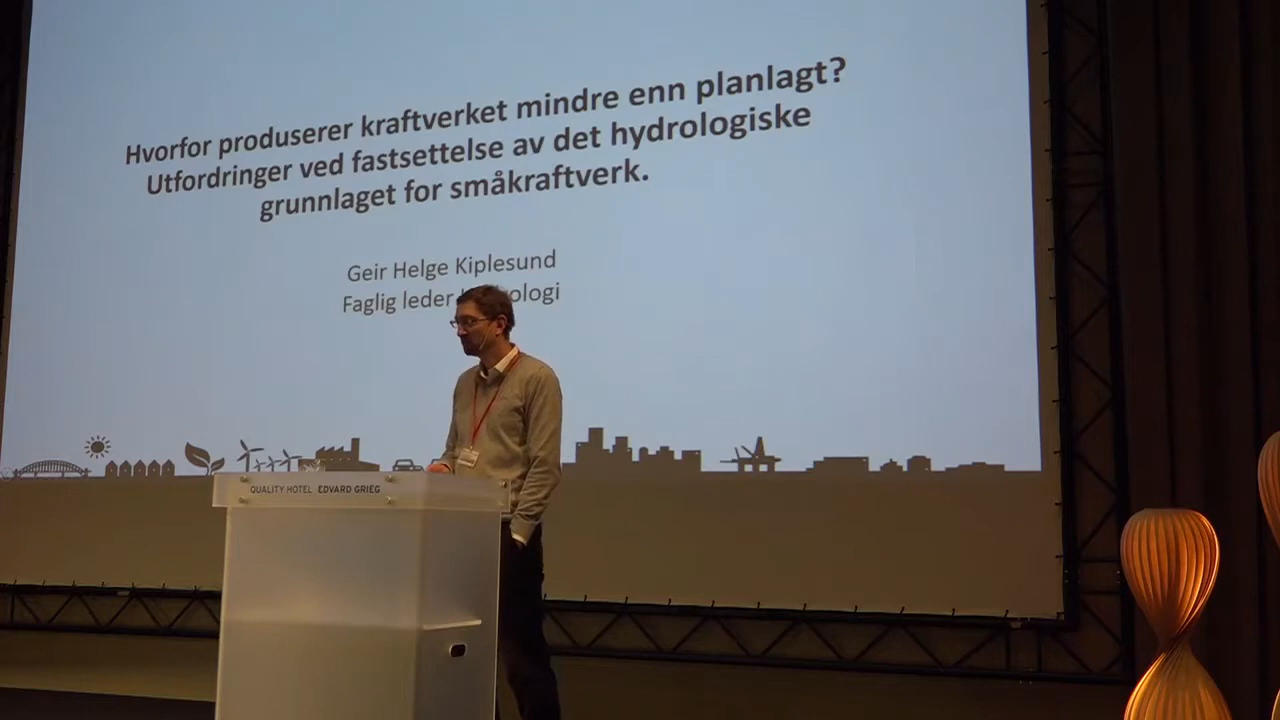 Hvorfor produserer kraftverket mindre enn planlagt?
Utfordringer ved fastsettelse av det hydrologiske
grunnlaget for småkraftverk.
Geir Helge Kiplesund
Faglig leder
QUALITY HOTEL EDVARD GRIEG